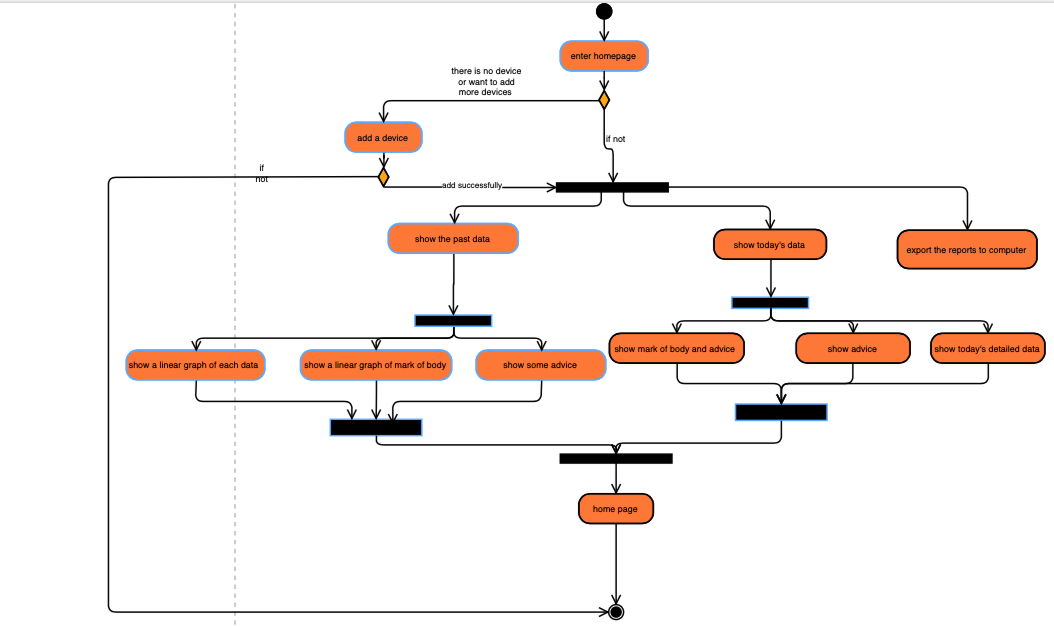 enter homepage
there is no device
or want to add
more devices
add a device
if not
if
not
add successfully
show the past data
show today's data
export the reports to computer
show a linear graph of each data
show a linear graph of mark of body
show some advice
show mark of body and advice
show advice
show today's detailed data
home page